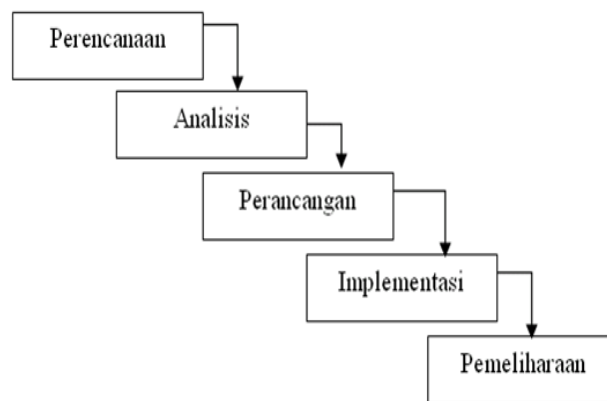 Perencanaan
Analisis
Perancangan
Implementasi
Pemeliharaan